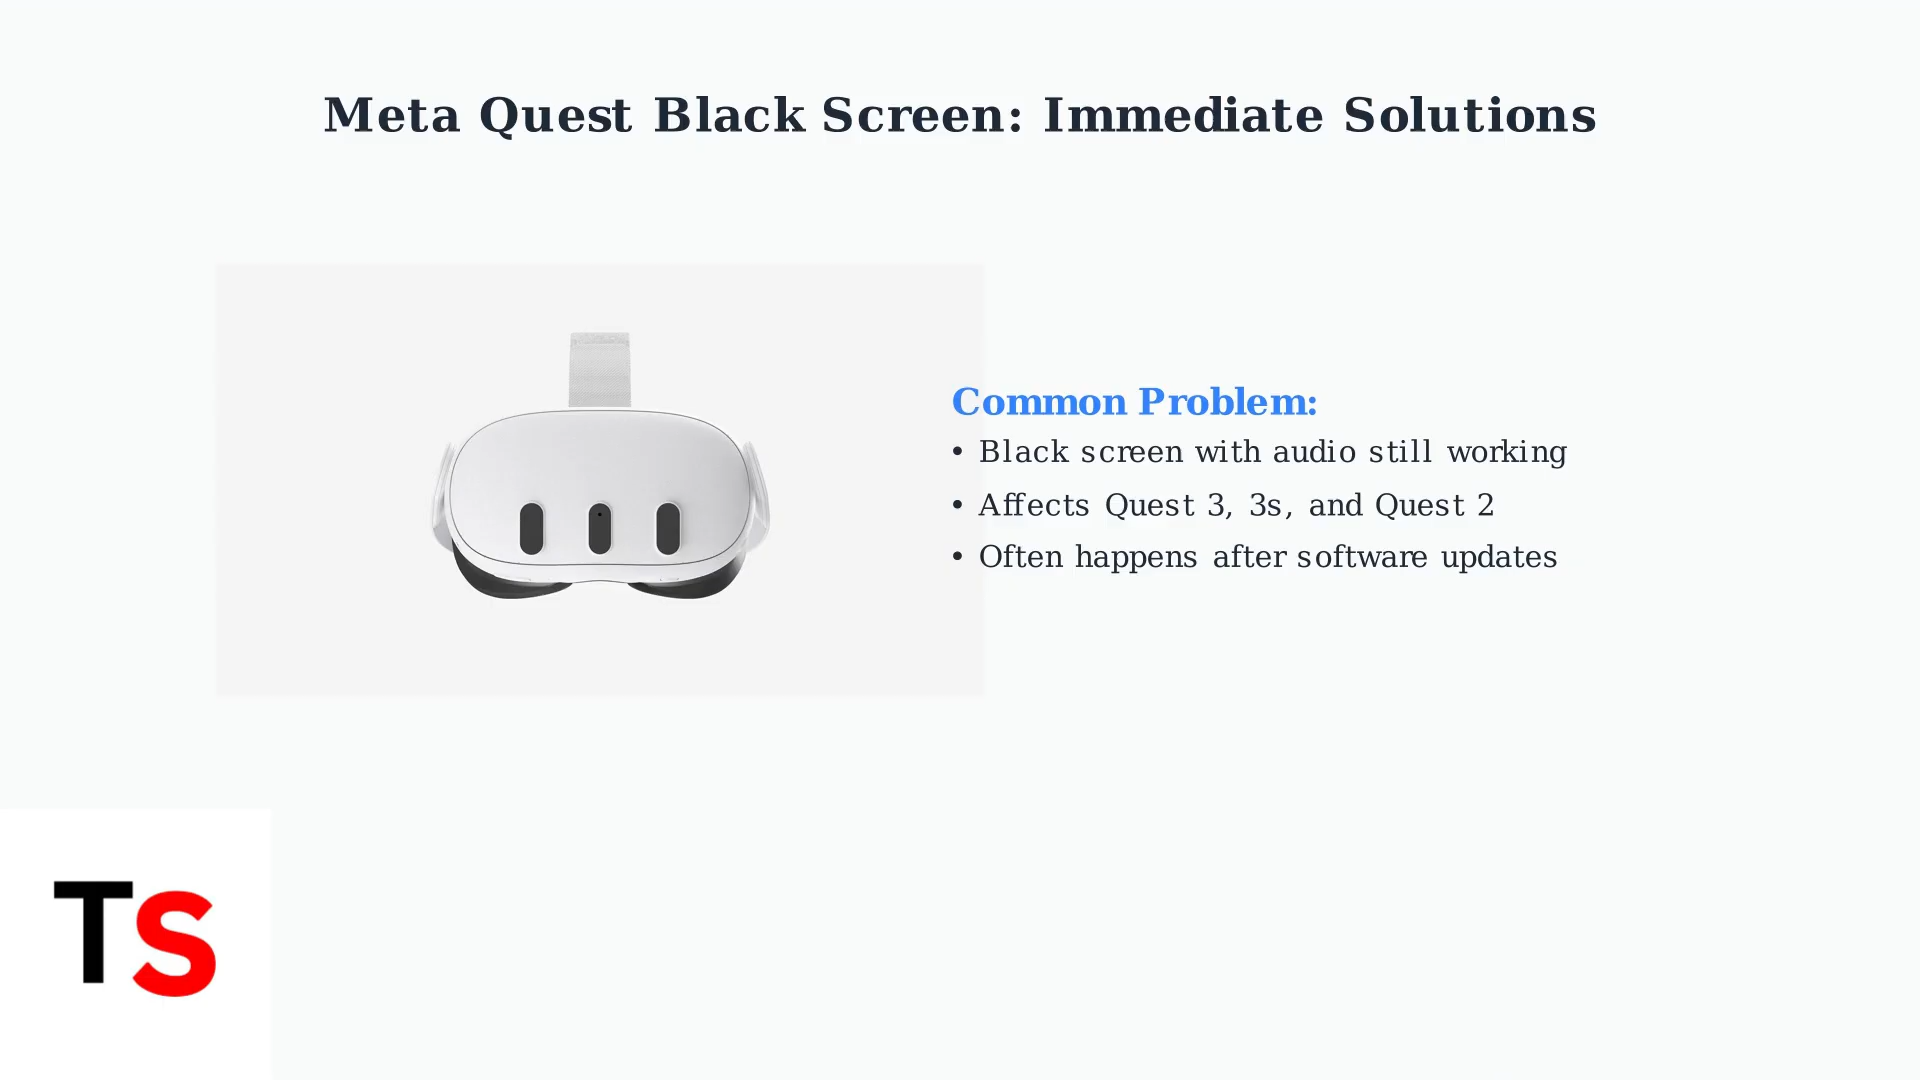 Meta Quest Black Screen: Immediate Solutions
Common Problem:
• Black screen with audio still working
• Affects Quest 3, 3s, and Quest 2
• Often happens after software updates
TS